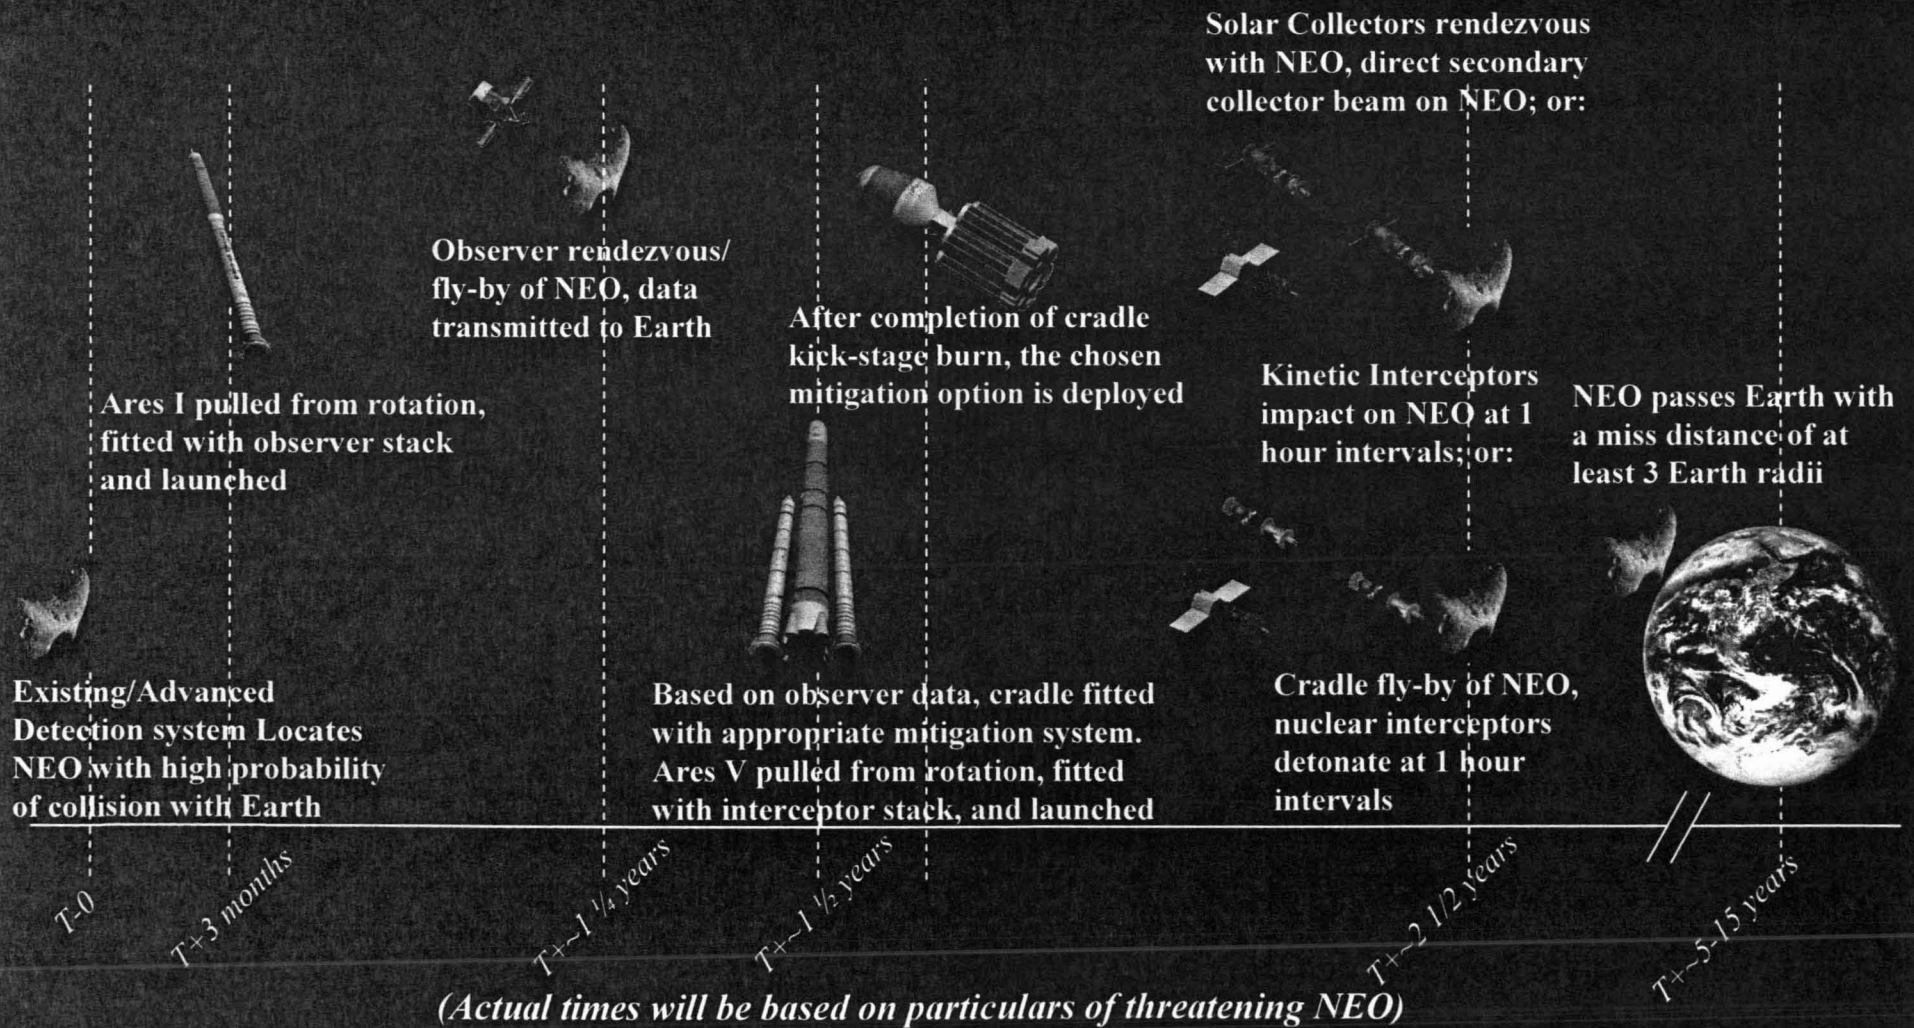 Solar Collectors rendezvous
with NEO, direct secondary
collector beam on NEO; or:
Observer rendezvous/
fly-by of NEO, data
transmitted to Earth
After completion of cradle
kick-stage burn, the chosen
mitigation option is deployed
Kinetic Interceptors
impact on NEO at 1
hour intervals; or:
NEO passes Earth with
a miss distance of at
least 3 Earth radii
Ares I pulled from rotation,
fitted with observer stack
and launched
Existing/Advanced
Detection system Locates
NEO with high probability
of collision with Earth
Based on observer data, cradle fitted
with appropriate mitigation system.
Ares V pulled from rotation, fitted
with interceptor stack, and launched
Cradle fly-by of NEO,
nuclear interceptors
detonate at 1 hour
intervals
T-0
T+3 months
T+~1 ¼ years
T+~1 ½ years
T+~2 1/2 years
T+~5-15 years
(Actual times will be based on particulars of threatening NEO)